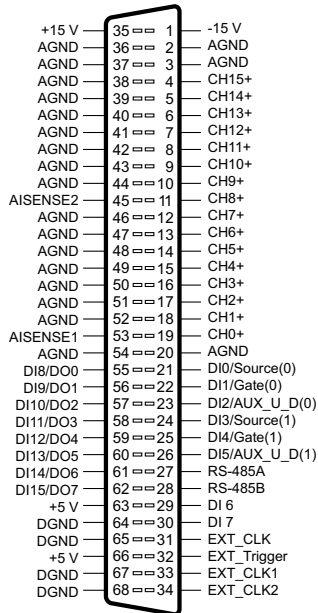 +15 V 35 1 -15 V
AGND 36 2 AGND
AGND 37 3 AGND
AGND 38 4 CH15+
AGND 39 5 CH14+
AGND 40 6 CH13+
AGND 41 7 CH12+
AGND 42 8 CH11+
AGND 43 9 CH10+
AGND 44 10 CH9+
AISENSE2 45 11 CH8+
AGND 46 12 CH7+
AGND 47 13 CH6+
AGND 48 14 CH5+
AGND 49 15 CH4+
AGND 50 16 CH3+
AGND 51 17 CH2+
AGND 52 18 CH1+
AISENSE1 53 19 CH0+
AGND 54 20 AGND
DI8/DO0 55 21 DI0/Source(0)
DI9/DO1 56 22 DI1/Gate(0)
DI10/DO2 57 23 DI2/AUX_U_D(0)
DI11/DO3 58 24 DI3/Source(1)
DI12/DO4 59 25 DI4/Gate(1)
DI13/DO5 60 26 DI5/AUX_U_D(1)
DI14/DO6 61 27 RS-485A
DI15/DO7 62 28 RS-485B
+5 V 63 29 DI 6
DGND 64 30 DI 7
DGND 65 31 EXT_CLK
+5 V 66 32 EXT_Trigger
DGND 67 33 EXT_CLK1
DGND 68 34 EXT_CLK2